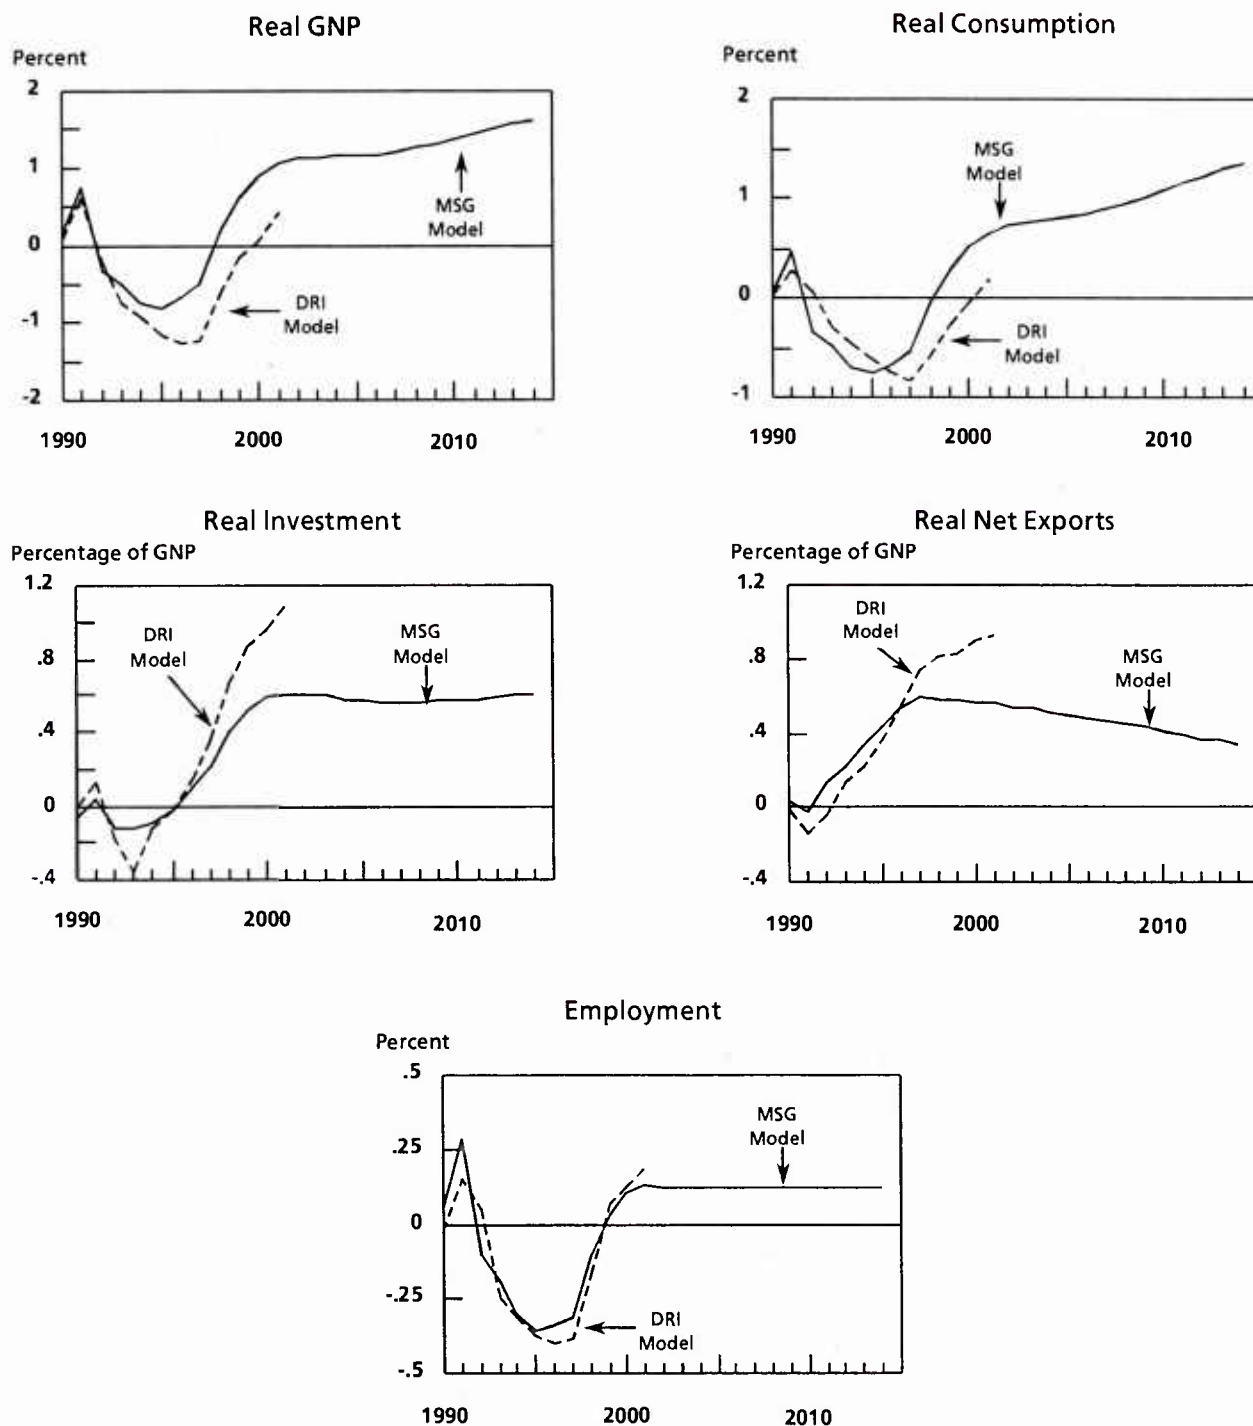 Real GNP
Percent
2
1
0
-1
-2
MSG
Model
DRI
Model
1990
2000
2010
Real Consumption
Percent
2
1
0
-1
MSG
Model
DRI
Model
1990
2000
2010
Real Investment
Percentage of GNP
1.2
.8
.4
0
-.4
DRI
Model
MSG
Model
1990
2000
2010
Real Net Exports
Percentage of GNP
1.2
.8
.4
0
-.4
DRI
Model
MSG
Model
1990
2000
2010
Employment
Percent
.5
.25
0
-.25
-.5
MSG
Model
DRI
Model
1990
2000
2010